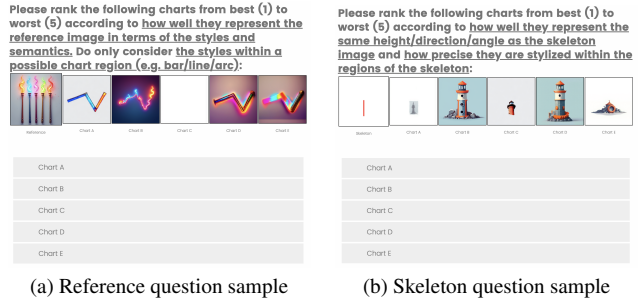 Please rank the following charts from best (1) to
worst (5) according to how well they represent the
reference image in terms of the styles and
semantics. Do only consider the styles within a
possible chart region (e.g. bar/line/arc):
Reference Chart A Chart B Chart C Chart D Chart E
Chart A
Chart B
Chart C
Chart D
Chart E
(a) Reference question sample
Please rank the following charts from best (1) to
worst (5) according to how well they represent the
same height/direction/angle as the skeleton
image and how precise they are stylized within the
regions of the skeleton:
Skeleton Chart A Chart B Chart C Chart D Chart E
Chart A
Chart B
Chart C
Chart D
Chart E
(b) Skeleton question sample